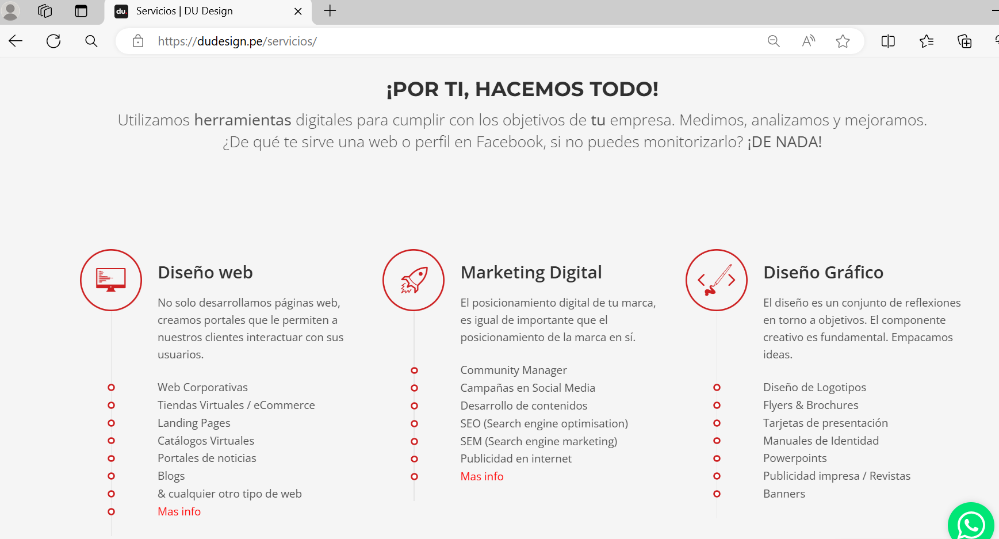 du.
Servicios | DU Design
https://dudesign.pe/servicios/
¡POR TI, HACEMOS TODO!
Utilizamos herramientas digitales para cumplir con los objetivos de tu empresa. Medimos, analizamos y mejoramos.
¿De qué te sirve una web o perfil en Facebook, si no puedes monitorizarlo? ¡DE NADA!
Diseño web
No solo desarrollamos páginas web,
creamos portales que le permiten a
nuestros clientes interactuar con sus
usuarios.
Web Corporativas
Tiendas Virtuales / eCommerce
Landing Pages
Catálogos Virtuales
Portales de noticias
Blogs
& cualquier otro tipo de web
Mas info
Marketing Digital
El posicionamiento digital de tu marca,
es igual de importante que el
posicionamiento de la marca en sí.
Community Manager
Campañas en Social Media
Desarrollo de contenidos
SEO (Search engine optimisation)
SEM (Search engine marketing)
Publicidad en internet
Mas info
Diseño Gráfico
El diseño es un conjunto de reflexiones
en torno a objetivos. El componente
creativo es fundamental. Empacamos
ideas.
Diseño de Logotipos
Flyers & Brochures
Tarjetas de presentación
Manuales de Identidad
Powerpoints
Publicidad impresa / Revistas
Banners